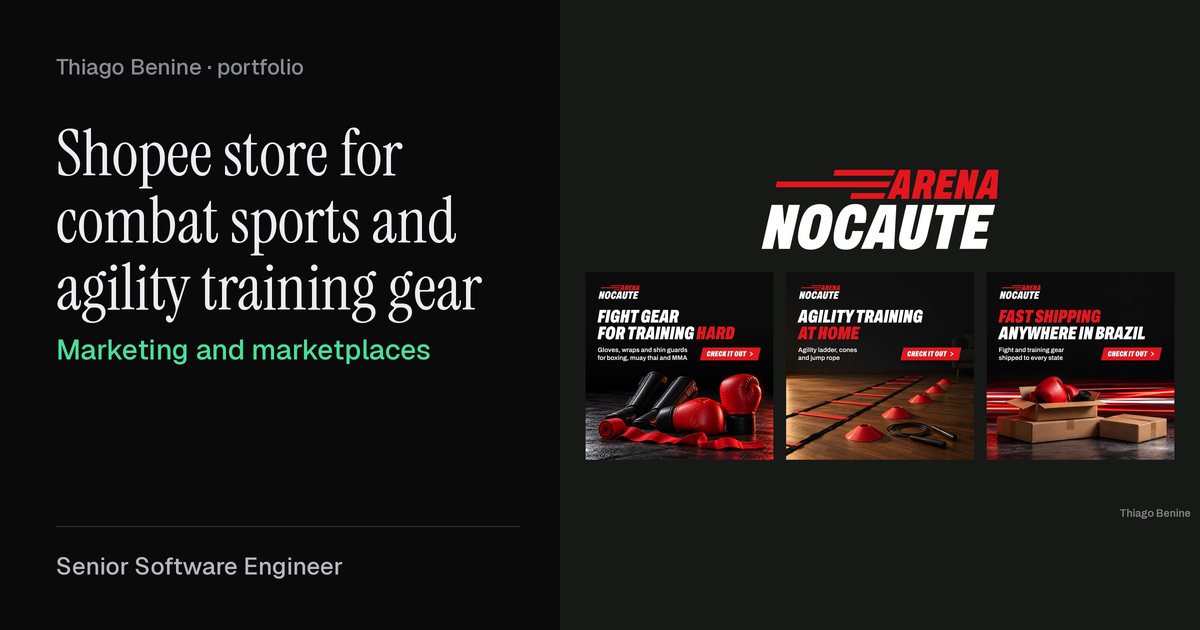 Thiago Benine · portfolio
Shopee store for
combat sports and
agility training gear
Marketing and marketplaces
Senior Software Engineer
ARENA
NOCAUTE
ARENA
NOCAUTE
FIGHT GEAR
FOR TRAINING HARD
Gloves, wraps and shin guards
for boxing, muay thai and MMA
CHECK IT OUT >
ARENA
NOCAUTE
AGILITY TRAINING
AT HOME
Agility ladder, cones
and jump rope
CHECK IT OUT >
ARENA
NOCAUTE
FAST SHIPPING
ANYWHERE IN BRAZIL
Fight and training gear
shipped to every state
CHECK IT OUT >
Thiago Benine